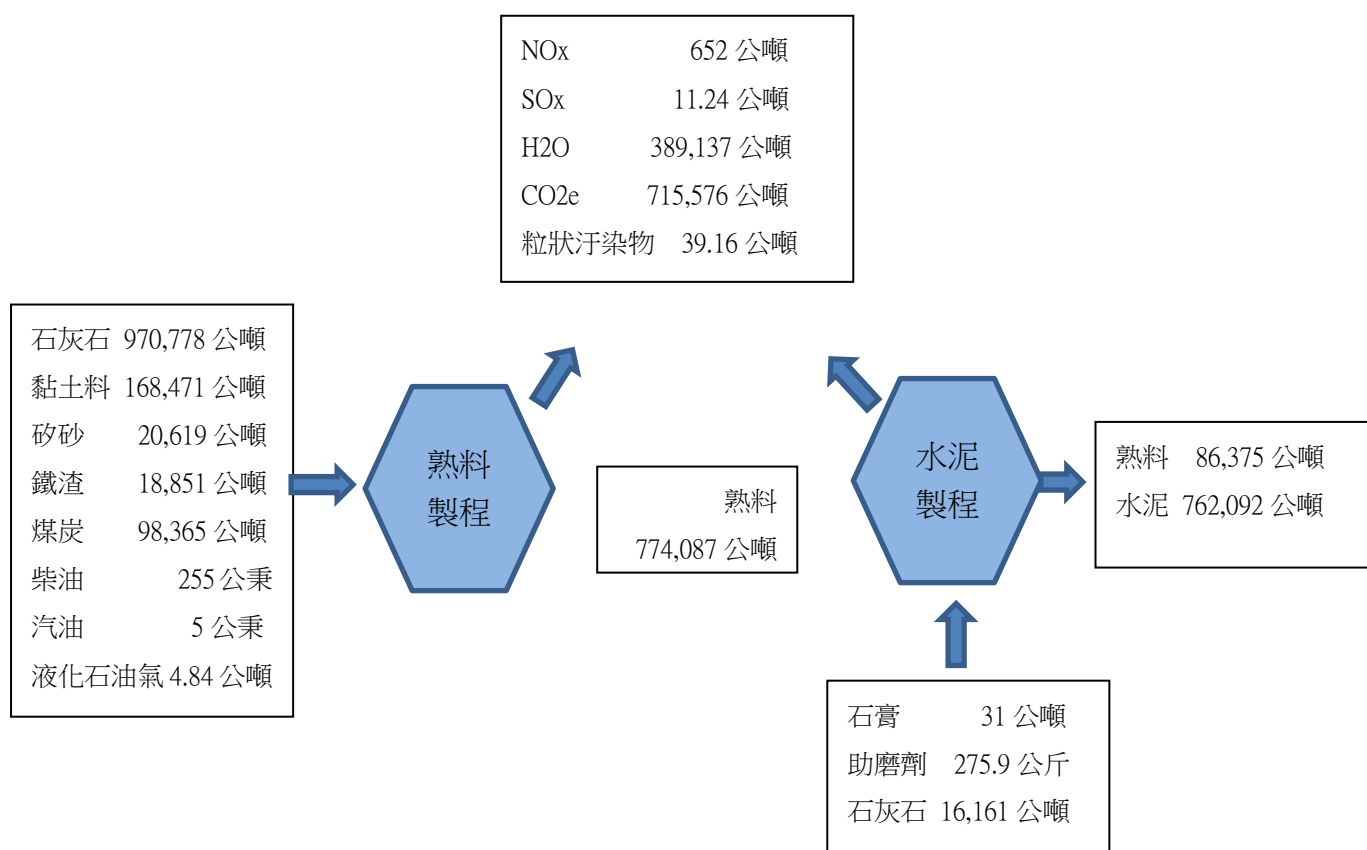 NOx 652 公噸
SOx 11.24 公噸
H2O 389,137 公噸
CO2e 715,576 公噸
粒狀汙染物 39.16 公噸
石灰石 970,778 公噸
黏土料 168,471 公噸
矽砂 20,619 公噸
鐵渣 18,851 公噸
煤炭 98,365 公噸
柴油 255 公秉
汽油 5 公秉
液化石油氣 4.84 公噸
熟料
製程
熟料
774,087 公噸
水泥
製程
熟料 86,375 公噸
水泥 762,092 公噸
石膏 31 公噸
助磨劑 275.9 公斤
石灰石 16,161 公噸